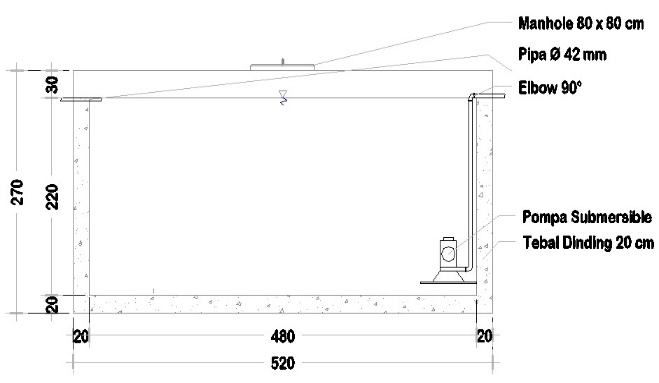 Manhole 80 x 80 cm
Pipa Ø 42 mm
Elbow 90°
30
270
220
Pompa Submersible
Tebal Dinding 20 cm
20
20
480
20
520